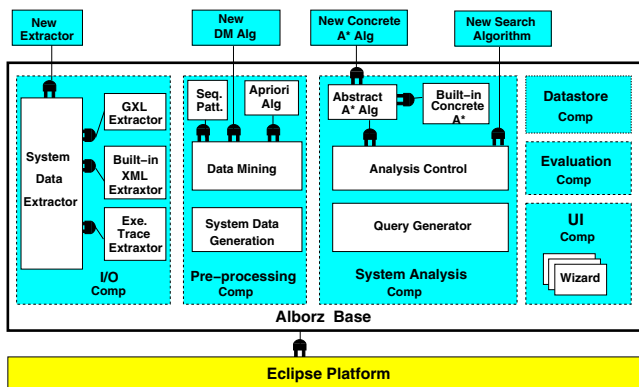 New
Extractor
New
DM Alg
New Concrete
A* Alg
New Search
Algorithm
System
Data
Extractor
GXL
Extractor
Built-in
XML
Extraxtor
Exe.
Trace
Extraxtor
I/O
Comp
Seq.
Patt.
Apriori
Alg
Data Mining
System Data
Generation
Pre-processing
Comp
Abstract
A* Alg
Built-in
Concrete
A*
Analysis Control
Query Generator
System Analysis
Comp
Datastore
Comp
Evaluation
Comp
UI
Comp
Wizard
Alborz Base
Eclipse Platform